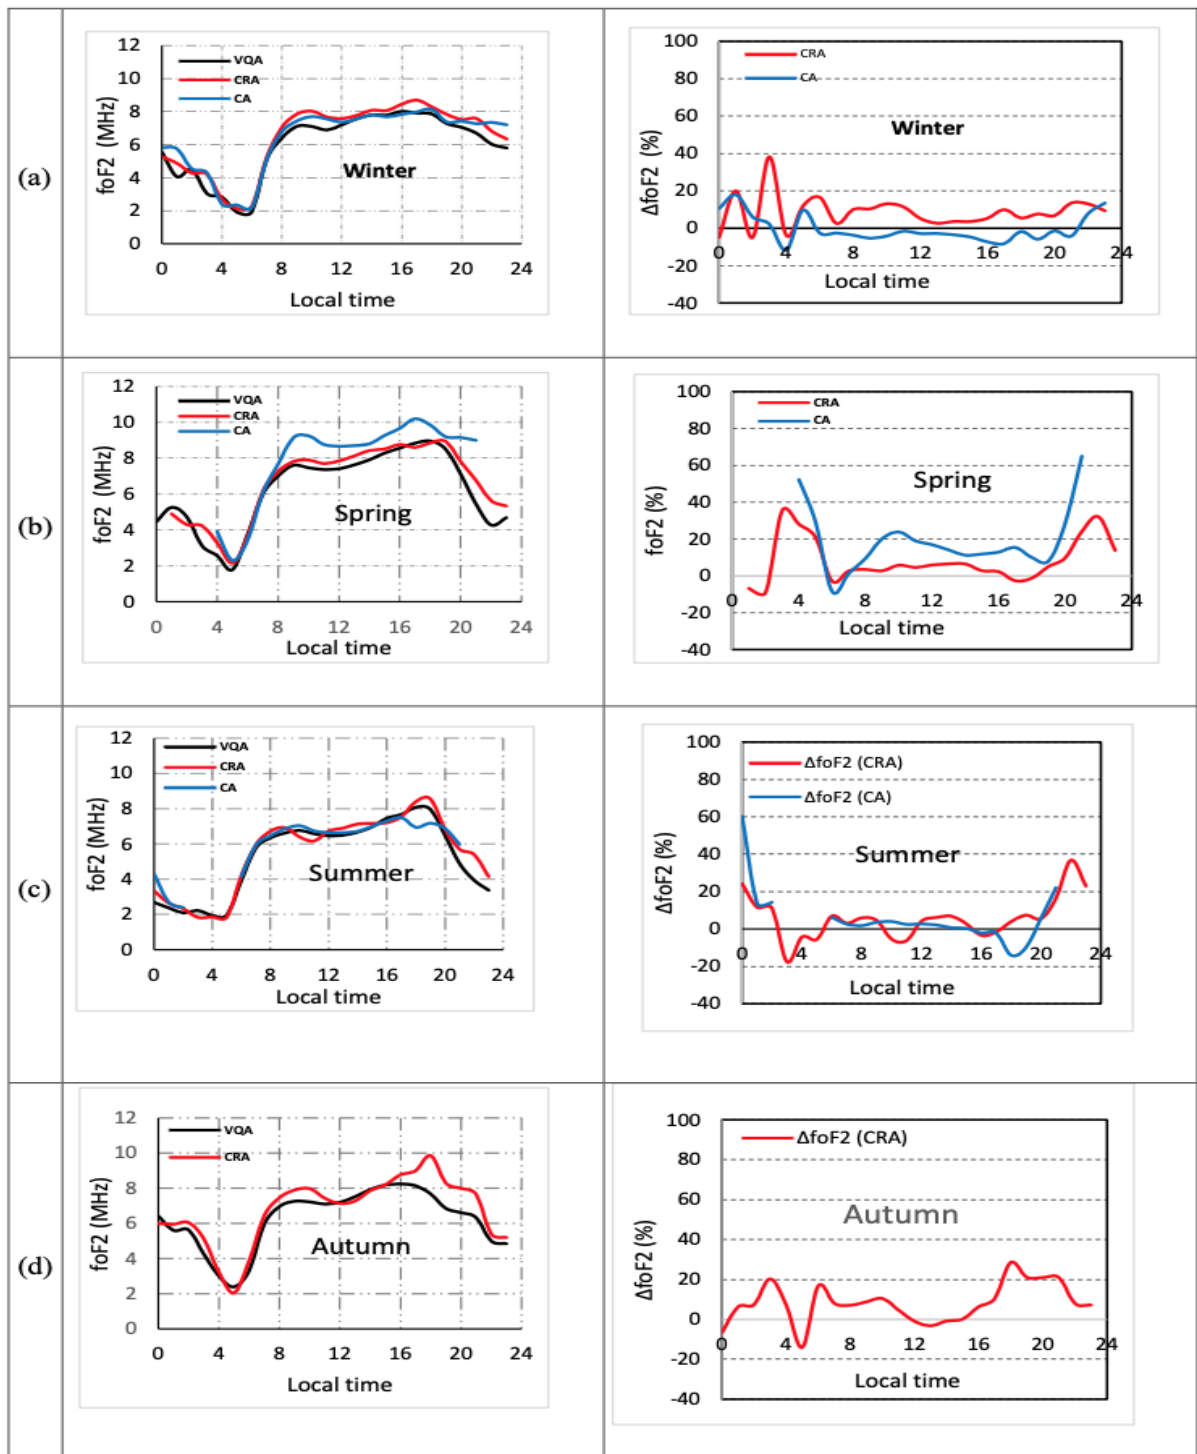 (a)
12
10
8
6
4
2
0
foF2 (MHz)
VQA
CRA
CA
Winter
0 4 8 12 16 20 24
Local time
100
80
60
40
20
0
-20
-40
ΔfoF2 (%)
CRA
CA
Winter
0 4 8 12 16 20 24
Local time
(b)
12
10
8
6
4
2
0
foF2 (MHz)
VQA
CRA
CA
Spring
0 4 8 12 16 20 24
Local time
100
80
60
40
20
0
-20
-40
foF2 (%)
CRA
CA
Spring
0 4 8 12 16 20 24
Local time
(c)
12
10
8
6
4
2
0
foF2 (MHz)
VQA
CRA
CA
Summer
0 4 8 12 16 20 24
Local time
100
80
60
40
20
0
-20
-40
ΔfoF2 (%)
ΔfoF2 (CRA)
ΔfoF2 (CA)
Summer
0 4 8 12 16 20 24
Local time
(d)
12
10
8
6
4
2
0
foF2 (MHz)
VQA
CRA
Autumn
0 4 8 12 16 20 24
Local time
100
80
60
40
20
0
-20
-40
ΔfoF2 (%)
ΔfoF2 (CRA)
Autumn
0 4 8 12 16 20 24
Local time